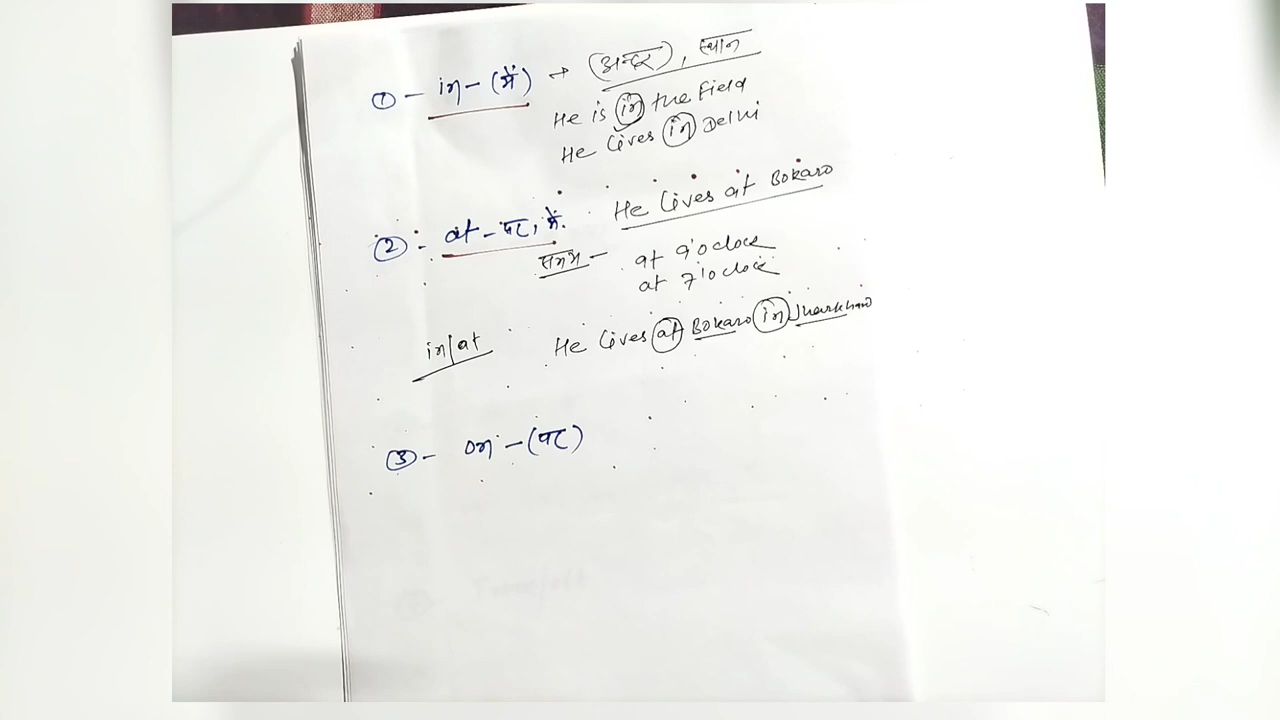 ① - in - (में) → (अन्दर), स्थान
He is in the Field
He lives in Delhi
② - at - पर, में. He lives at Bokaro
समय - at 9'o clock
at 7'o clock
in/at He lives at Bokaro in Jharkhand
③ - on - (पर)